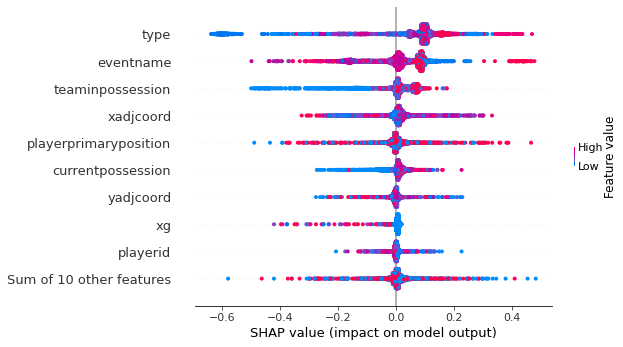 type
eventname
teaminpossession
xadjcoord
playerprimaryposition
currentpossession
yadjcoord
xg
playerid
Sum of 10 other features
−0.6 −0.4 −0.2 0.0 0.2 0.4
SHAP value (impact on model output)
High
Low
Feature value